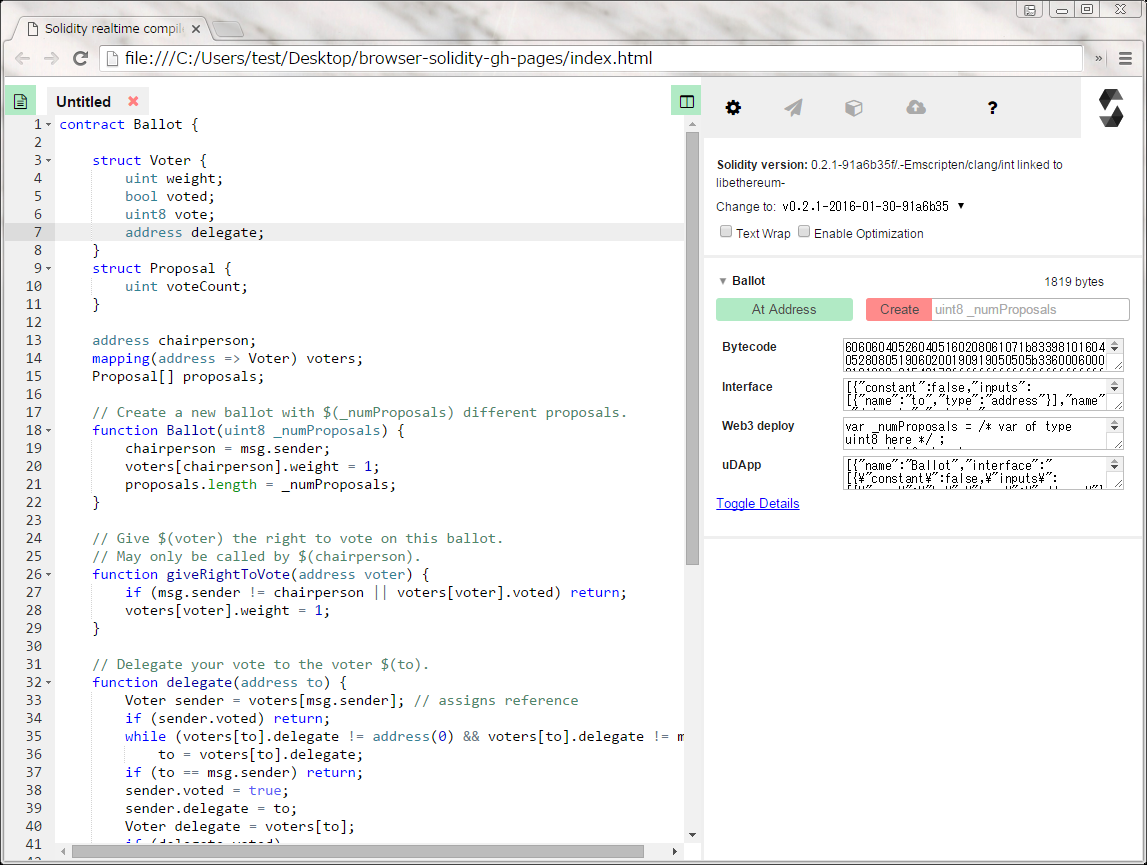 Solidity realtime compil
file:///C:/Users/test/Desktop/browser-solidity-gh-pages/index.html
Untitled
1 contract Ballot {
2
3 struct Voter {
4 uint weight;
5 bool voted;
6 uint8 vote;
7 address delegate;
8 }
9 struct Proposal {
10 uint voteCount;
11 }
12
13 address chairperson;
14 mapping(address => Voter) voters;
15 Proposal[] proposals;
16
17 // Create a new ballot with $(_numProposals) different proposals.
18 function Ballot(uint8 _numProposals) {
19 chairperson = msg.sender;
20 voters[chairperson].weight = 1;
21 proposals.length = _numProposals;
22 }
23
24 // Give $(voter) the right to vote on this ballot.
25 // May only be called by $(chairperson).
26 function giveRightToVote(address voter) {
27 if (msg.sender != chairperson || voters[voter].voted) return;
28 voters[voter].weight = 1;
29 }
30
31 // Delegate your vote to the voter $(to).
32 function delegate(address to) {
33 Voter sender = voters[msg.sender]; // assigns reference
34 if (sender.voted) return;
35 while (voters[to].delegate != address(0) && voters[to].delegate != m
36 to = voters[to].delegate;
37 if (to == msg.sender) return;
38 sender.voted = true;
39 sender.delegate = to;
40 Voter delegate = voters[to];
41 if (delegate.voted)
?
Solidity version: 0.2.1-91a6b35f/.-Emscripten/clang/int linked to
libethereum-
Change to: v0.2.1-2016-01-30-91a6b35
Text Wrap Enable Optimization
Ballot 1819 bytes
At Address Create uint8 _numProposals
Bytecode 6060604052604051602080610 71b83398101604
052808051906020019091905050 5b3360006000
Interface [{"constant":false,"inputs":
[{"name":"to","type":"address"}],"name"
Web3 deploy var _numProposals = /* var of type
uint8 here */ ;
uDApp [{"name":"Ballot","interface":"
[{¥"constant¥":false,¥"inputs¥":
Toggle Details